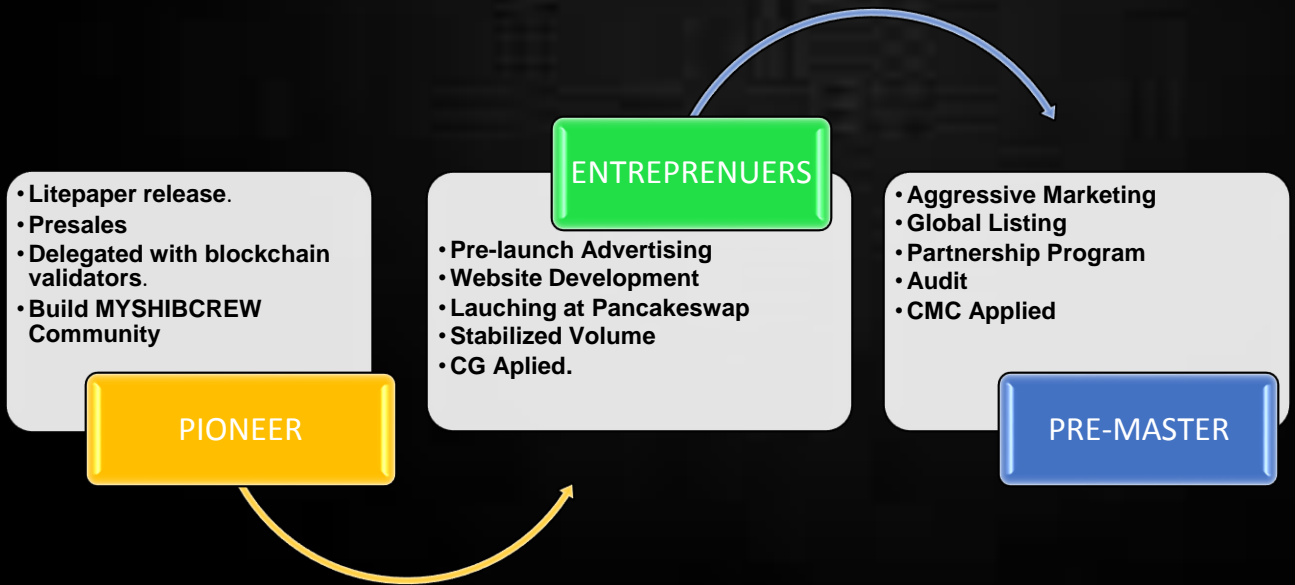 • Litepaper release.
• Presales
• Delegated with blockchain
validators.
• Build MYSHIBCREW
Community
PIONEER
ENTREPRENUERS
• Pre-launch Advertising
• Website Development
• Lauching at Pancakeswap
• Stabilized Volume
• CG Aplied.
• Aggressive Marketing
• Global Listing
• Partnership Program
• Audit
• CMC Applied
PRE-MASTER